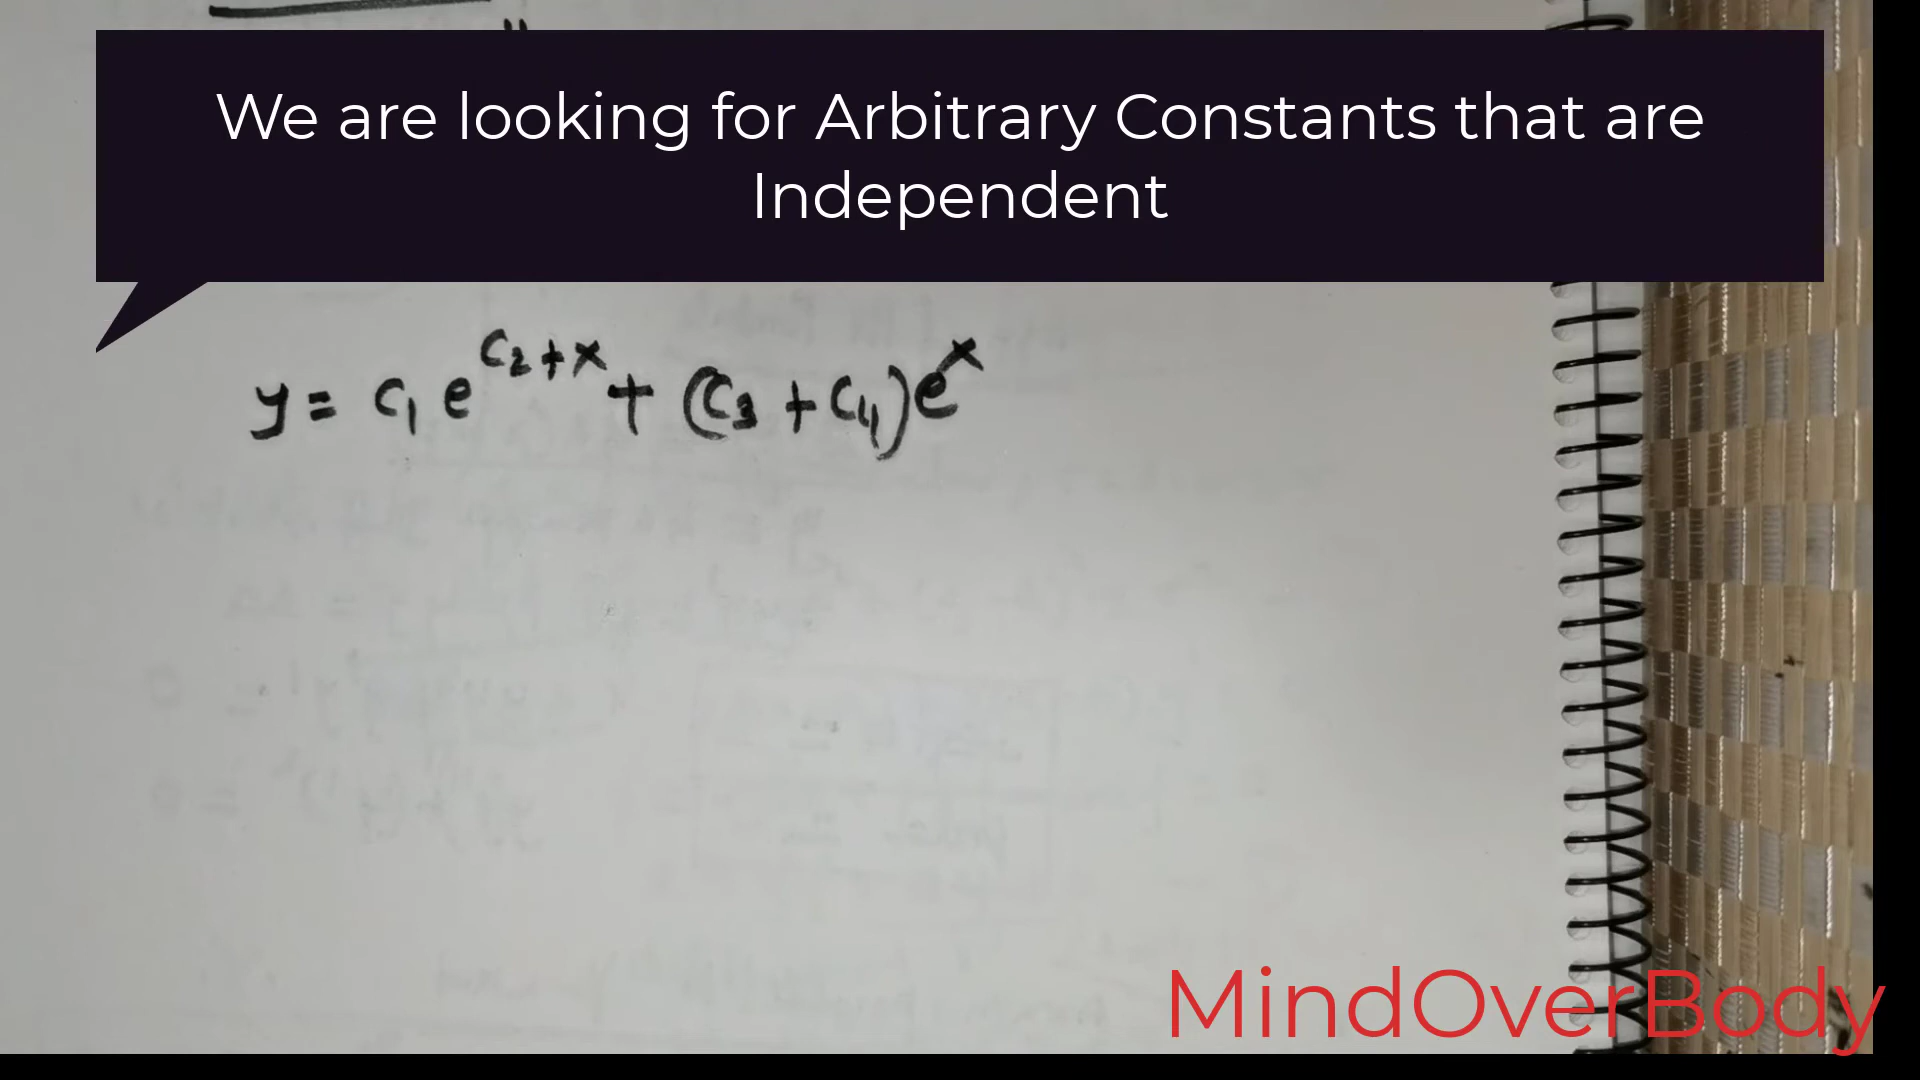 We are looking for Arbitrary Constants that are
Independent
y = c₁ e^{c₂+x} + (c₃ + c₄)e^x
MindOverBody